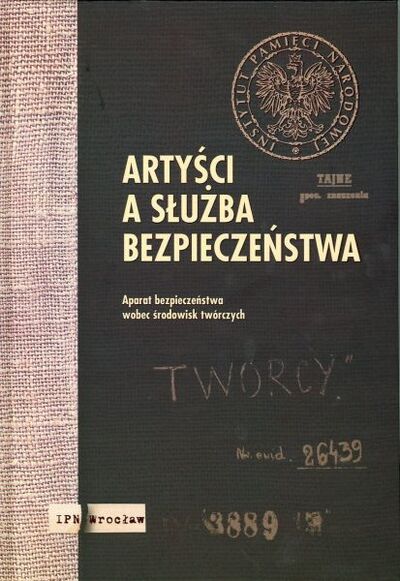 INSTYTUT PAMIĘCI NARODOWEJ
TAJNE
spec. znaczenia
ARTYŚCI
A SŁUŻBA
BEZPIECZEŃSTWA
Aparat bezpieczeństwa
wobec środowisk twórczych
TWÓRCY"
Nr. ewid. 26439
3889
IPN Wrocław